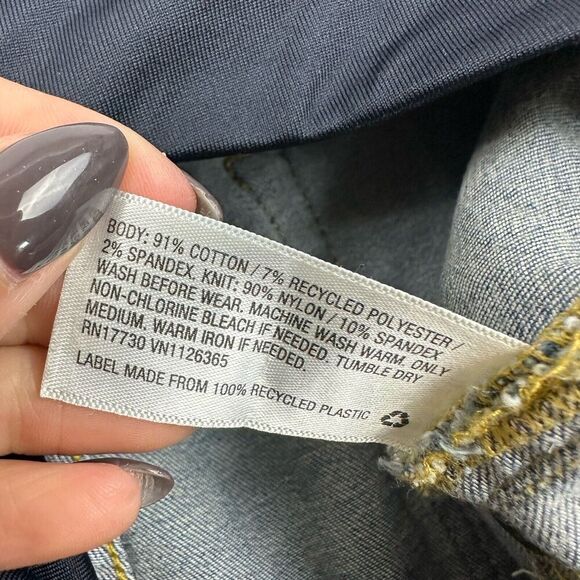 BODY: 91% COTTON / 7% RECYCLED POLYESTER /
2% SPANDEX. KNIT: 90% NYLON / 10% SPANDEX
WASH BEFORE WEAR. MACHINE WASH WARM. ONLY
NON-CHLORINE BLEACH IF NEEDED. TUMBLE DRY
MEDIUM. WARM IRON IF NEEDED.
RN17730 VN1126365
LABEL MADE FROM 100% RECYCLED PLASTIC